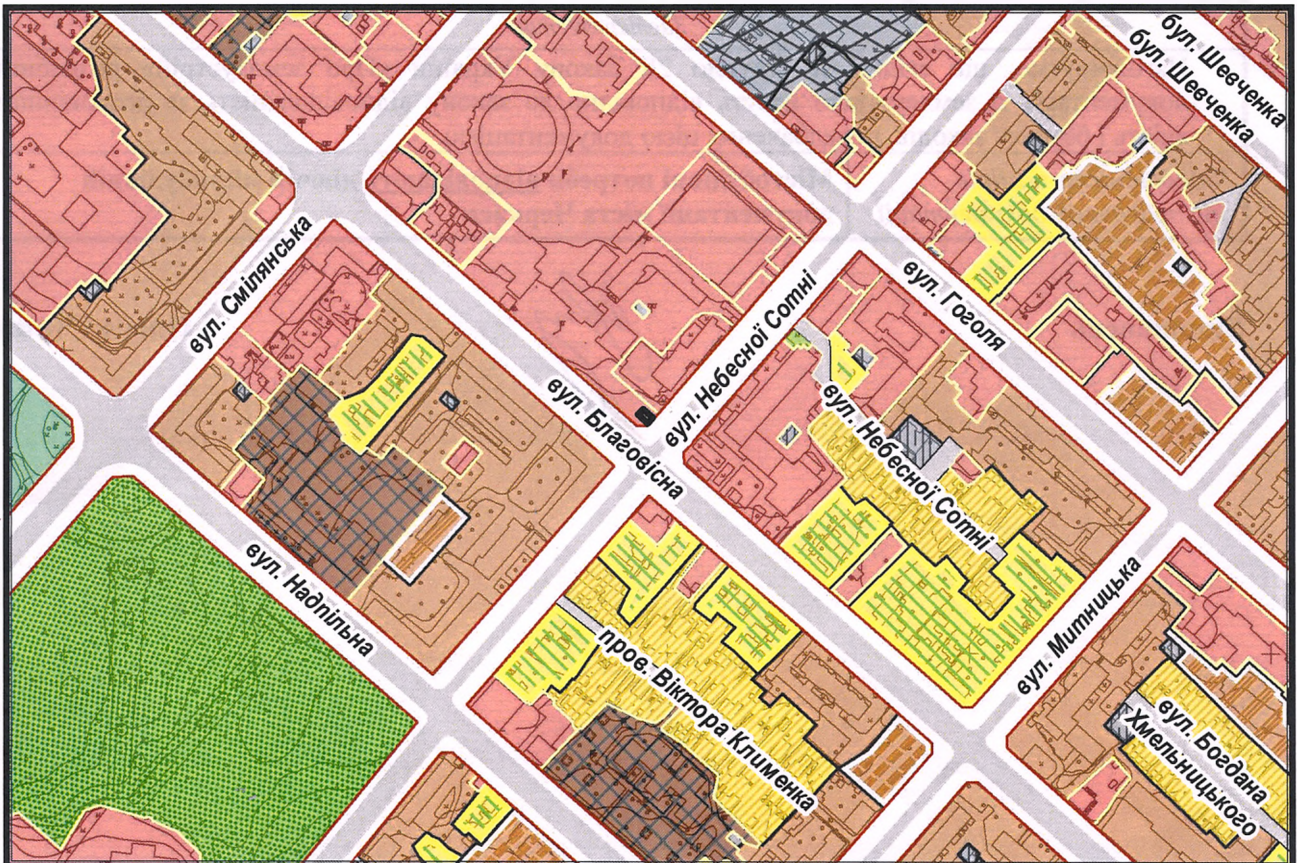 бул. Шевченка
бул. Шевченка
вул. Смілянська
вул. Гоголя
вул. Небесної Сотні
вул. Благовісна
вул. Небесної Сотні
вул. Надпільна
вул. Митницька
пров. Віктора Клименка
вул. Богдана
Хмельницького